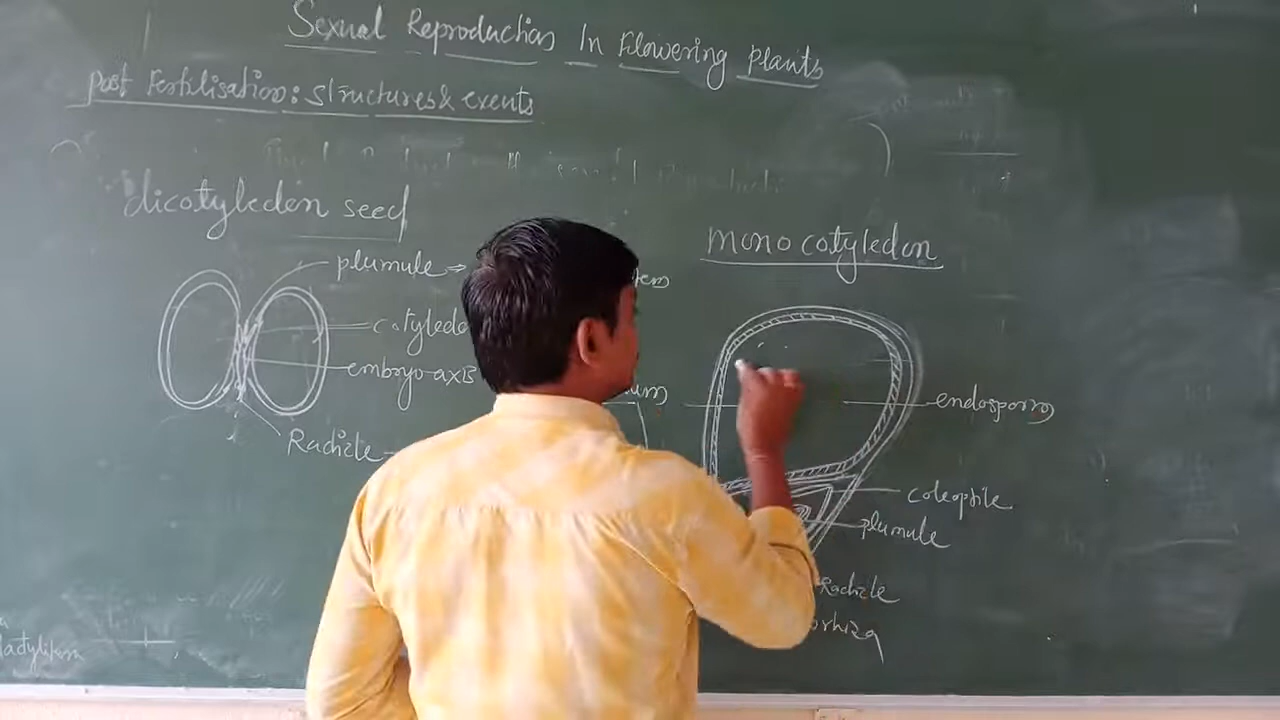 Sexual Reproduction In Flowering plants
post Fertilisation: structures & events
dicotyledon seed
plumule ⇒
cotyledo
embryo axis
Radicle
monocotyledon
endosperm
coleoptile
plumule
Radicle
orhiza